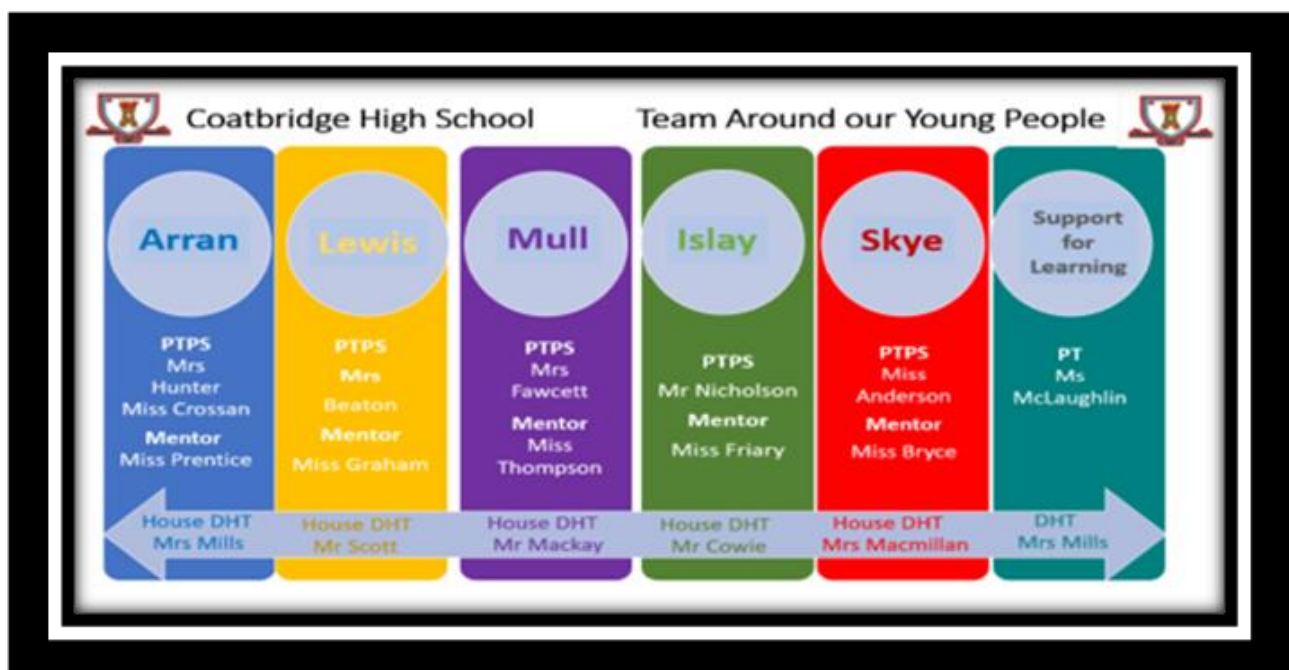 Coatbridge High School
Team Around our Young People
Arran
PTPS
Mrs
Hunter
Miss Crossan
Mentor
Miss Prentice
House DHT
Mrs Mills
Lewis
PTPS
Mrs
Beaton
Mentor
Miss Graham
House DHT
Mr Scott
Mull
PTPS
Mrs
Fawcett
Mentor
Miss
Thompson
House DHT
Mr Mackay
Islay
PTPS
Mr Nicholson
Mentor
Miss Friary
House DHT
Mr Cowie
Skye
PTPS
Miss
Anderson
Mentor
Miss Bryce
House DHT
Mrs Macmillan
Support
for
Learning
PT
Ms
McLaughlin
DHT
Mrs Mills